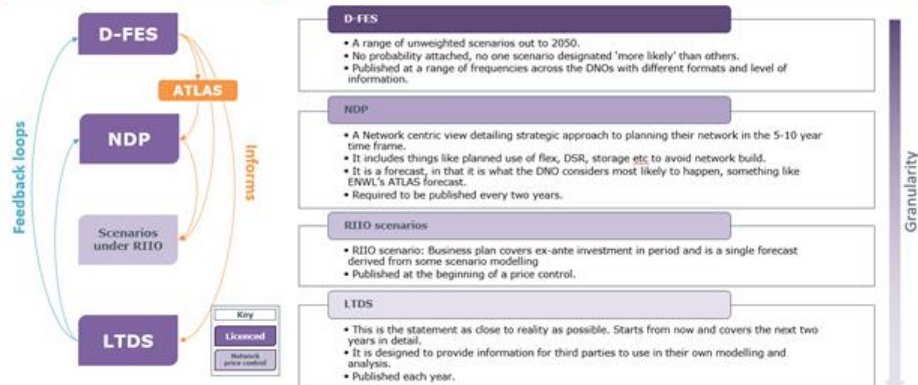 D-FES
ATLAS
NDP
Scenarios
under RIIO
LTDS
Feedback loops
Informs
Key
Licenced
Network
price control
D-FES
• A range of unweighted scenarios out to 2050.
• No probability attached, no one scenario designated 'more likely' than others.
• Published at a range of frequencies across the DNOs with different formats and level of
information.
NDP
• A Network centric view detailing strategic approach to planning their network in the 5-10 year
time frame.
• It includes things like planned use of flex, DSR, storage etc to avoid network build.
• It is a forecast, in that it is what the DNO considers most likely to happen, something like
ENWL's ATLAS forecast.
• Required to be published every two years.
RIIO scenarios
• RIIO scenario: Business plan covers ex-ante investment in period and is a single forecast
derived from some scenario modelling
• Published at the beginning of a price control.
LTDS
• This is the statement as close to reality as possible. Starts from now and covers the next two
years in detail.
• It is designed to provide information for third parties to use in their own modelling and
analysis.
• Published each year.
Granularity